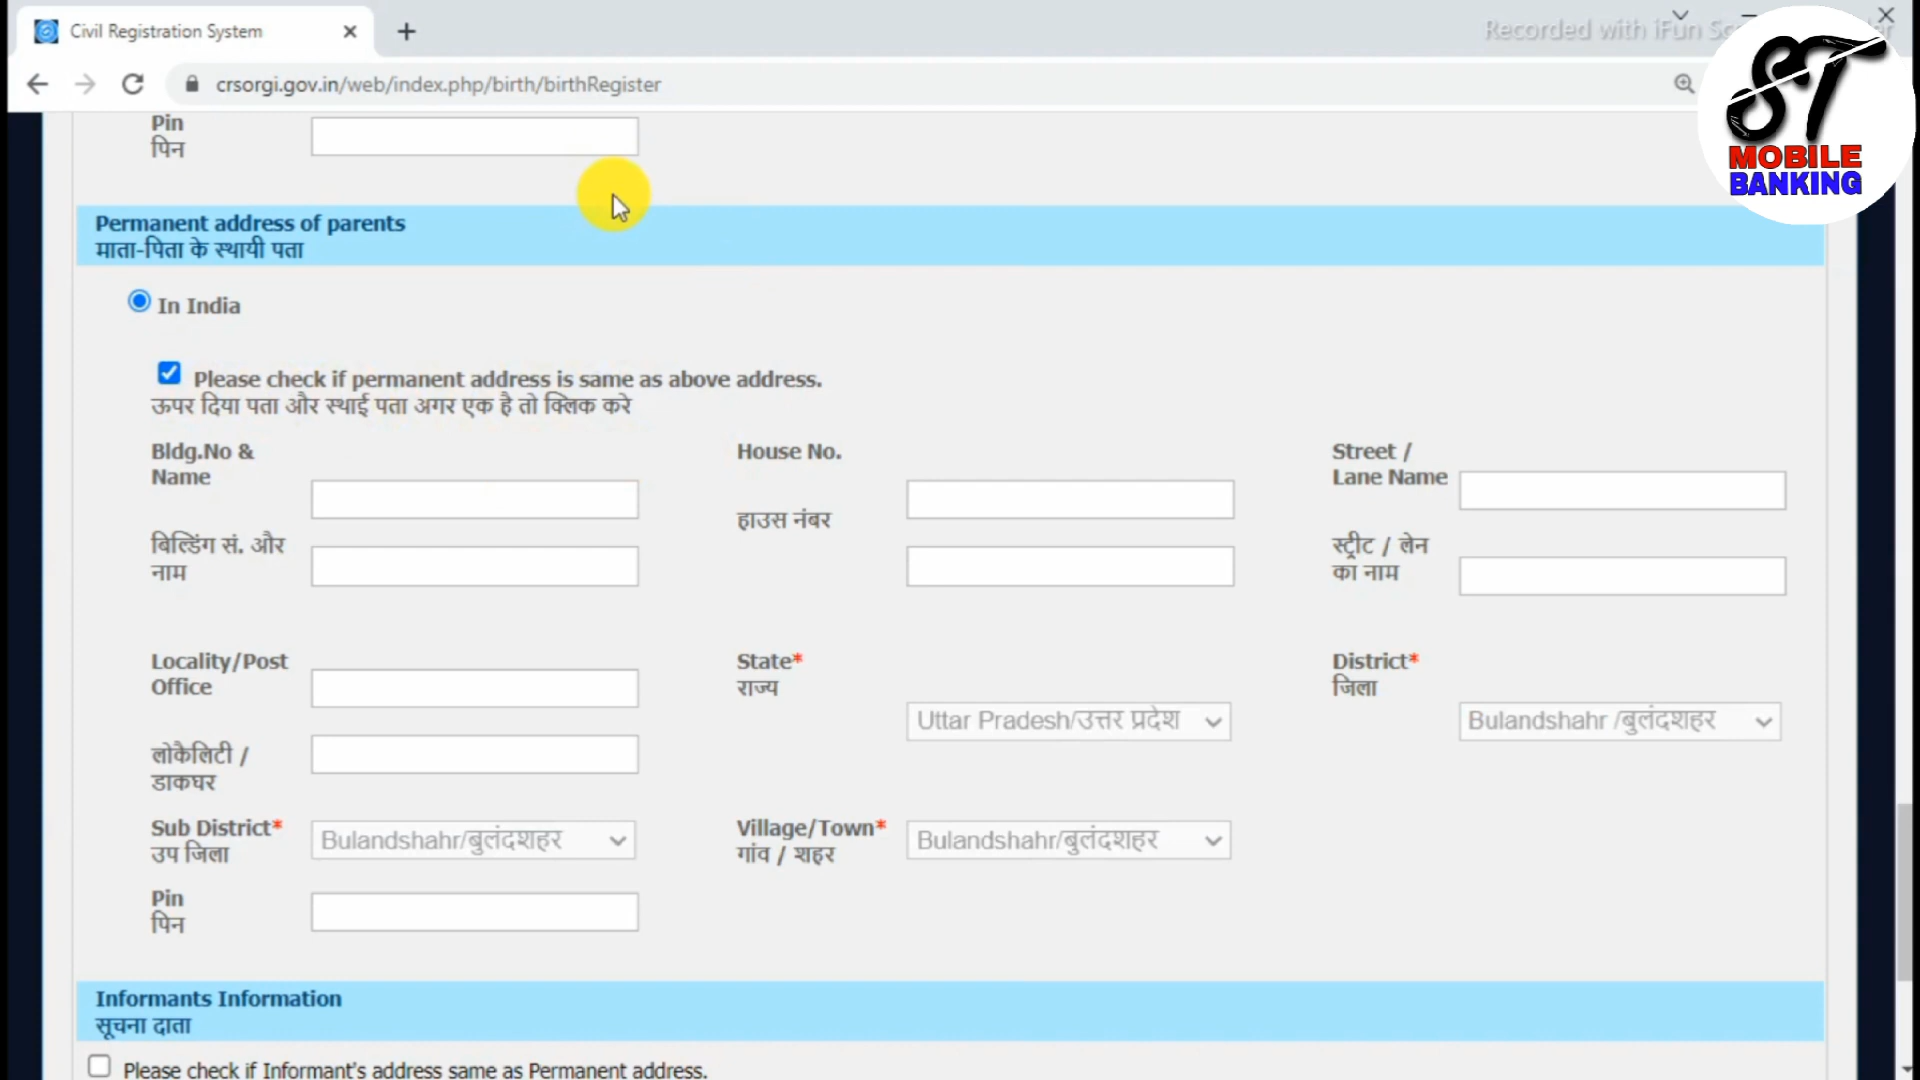 Civil Registration System
Recorded with iFun Sc
crsorgi.gov.in/web/index.php/birth/birthRegister
ST
MOBILE
BANKING
Pin
पिन
Permanent address of parents
माता-पिता के स्थायी पता
In India
Please check if permanent address is same as above address.
ऊपर दिया पता और स्थाई पता अगर एक है तो क्लिक करे
Bldg.No &
Name
बिल्डिंग सं. और
नाम
House No.
हाउस नंबर
Street /
Lane Name
स्ट्रीट / लेन
का नाम
Locality/Post
Office
लोकैलिटी /
डाकघर
State*
राज्य
Uttar Pradesh/उत्तर प्रदेश
District*
जिला
Bulandshahr /बुलंदशहर
Sub District*
उप जिला
Bulandshahr/बुलंदशहर
Village/Town*
गांव / शहर
Bulandshahr/बुलंदशहर
Pin
पिन
Informants Information
सूचना दाता
Please check if Informant's address same as Permanent address.